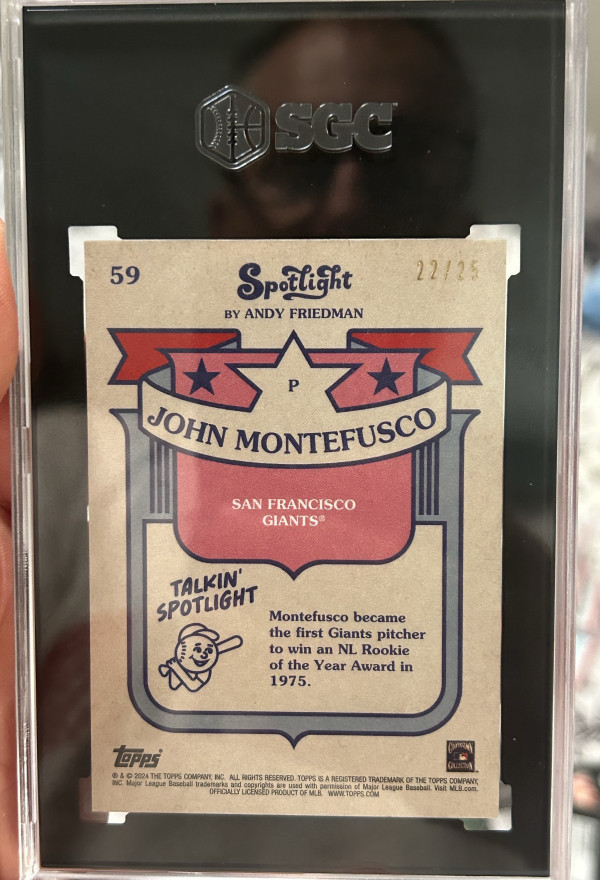 SGC
59
Spotlight
22/25
BY ANDY FRIEDMAN
P
JOHN MONTEFUSCO
SAN FRANCISCO
GIANTS®
TALKIN'
SPOTLIGHT
Montefusco became
the first Giants pitcher
to win an NL Rookie
of the Year Award in
1975.
Topps®
COOPERSTOWN
COLLECTION
® & © 2024 THE TOPPS COMPANY, INC. ALL RIGHTS RESERVED. TOPPS IS A REGISTERED TRADEMARK OF THE TOPPS COMPANY,
INC. Major League Baseball trademarks and copyrights are used with permission of Major League Baseball. Visit MLB.com.
OFFICIALLY LICENSED PRODUCT OF MLB. WWW.TOPPS.COM